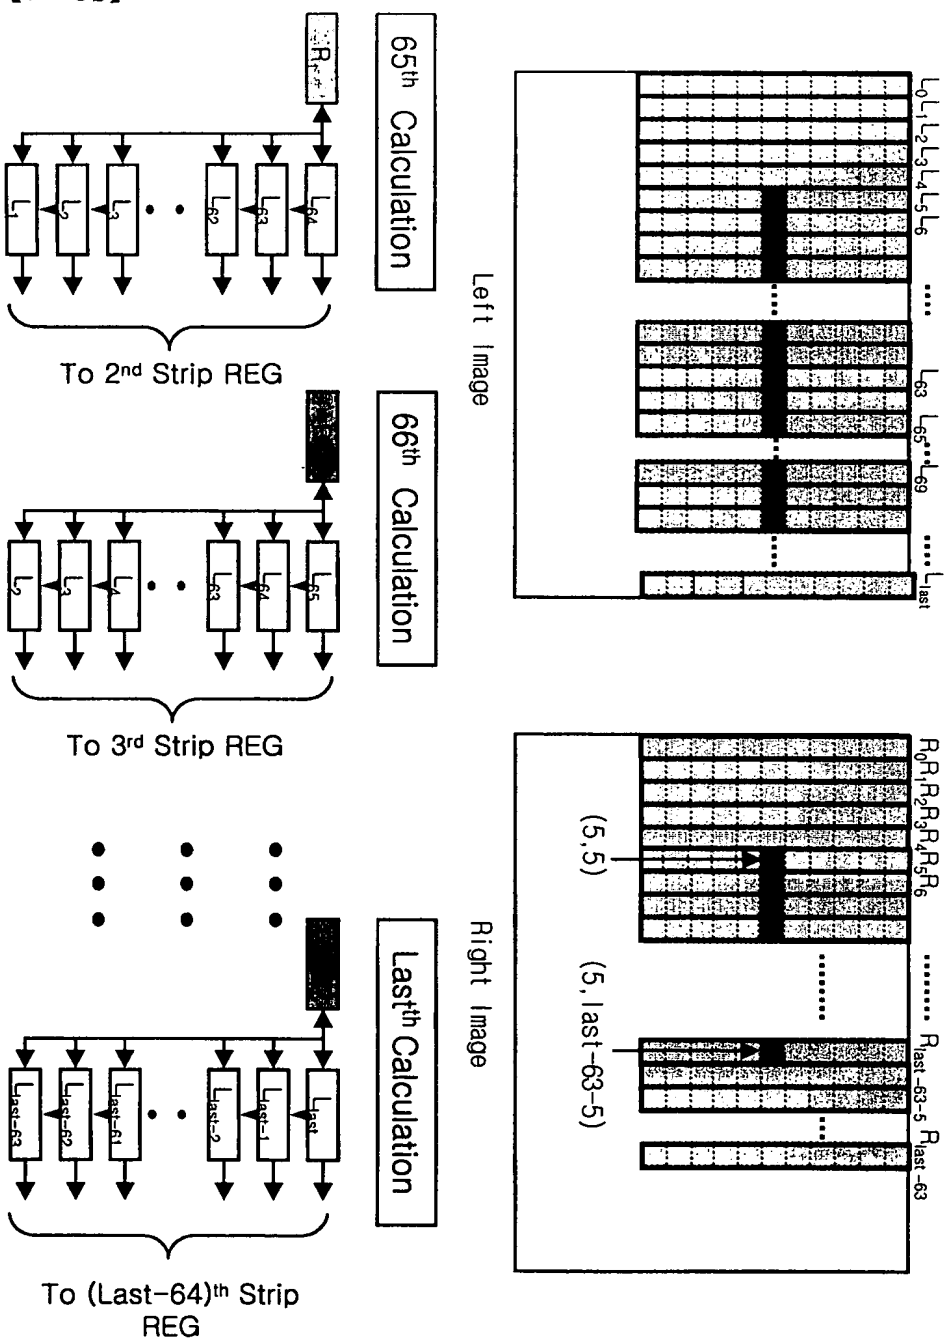 65th Calculation
L1 L2 L3 L62 L63 L64
To 2nd Strip REG
66th Calculation
L2 L3 L4 L63 L64 L65
To 3rd Strip REG
Lastth Calculation
Llast-63 Llast-62 Llast-61 Llast-2 Llast-1 Llast
To (Last-64)th Strip
REG
Left Image
L0 L1 L2 L3 L4 L5 L6 L63 L65 L69 Llast
Right Image
R0 R1 R2 R3 R4 R5 R6 Rlast-63-5 Rlast-63
(5,5)
(5,last-63-5)